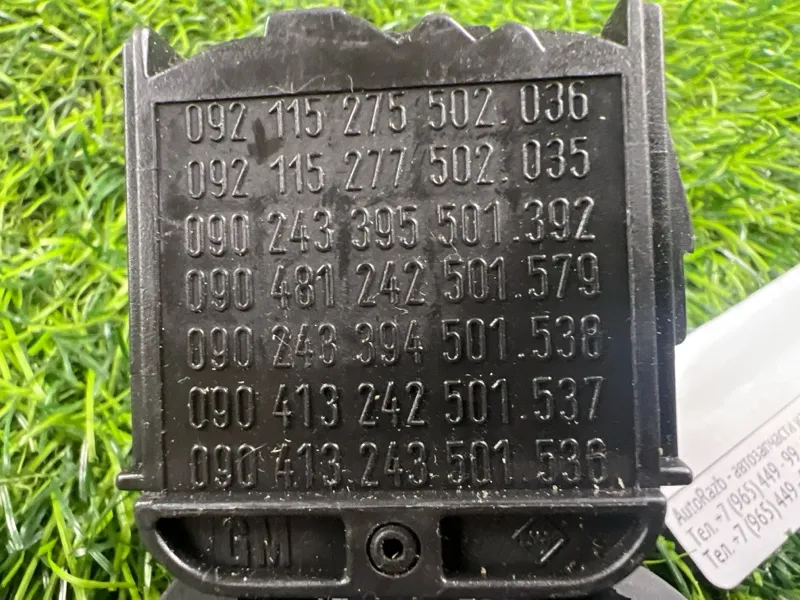 092 115 275 502.036
092 115 277 502.035
090 243 395 501.392
090 481 242 501.579
090 243 394 501.538
090 413 242 501.537
090 413 243 501.536
GM
AutoRazb - автозапчасти
Тел.+7 (965) 449-99
Тел. +7 (965) 449